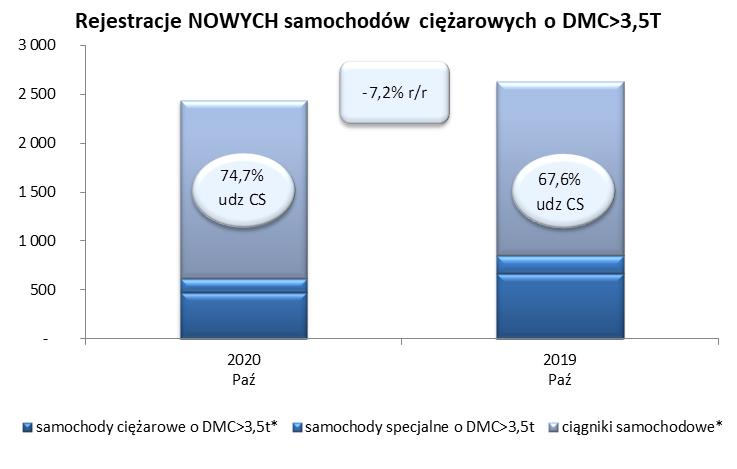 Rejestracje NOWYCH samochodów ciężarowych o DMC>3,5T
3 000
2 500
2 000
1 500
1 000
500
-
-7,2% r/r
74,7%
udz CS
67,6%
udz CS
2020
Paź
2019
Paź
samochody ciężarowe o DMC>3,5t*
samochody specjalne o DMC>3,5t
ciągniki samochodowe*